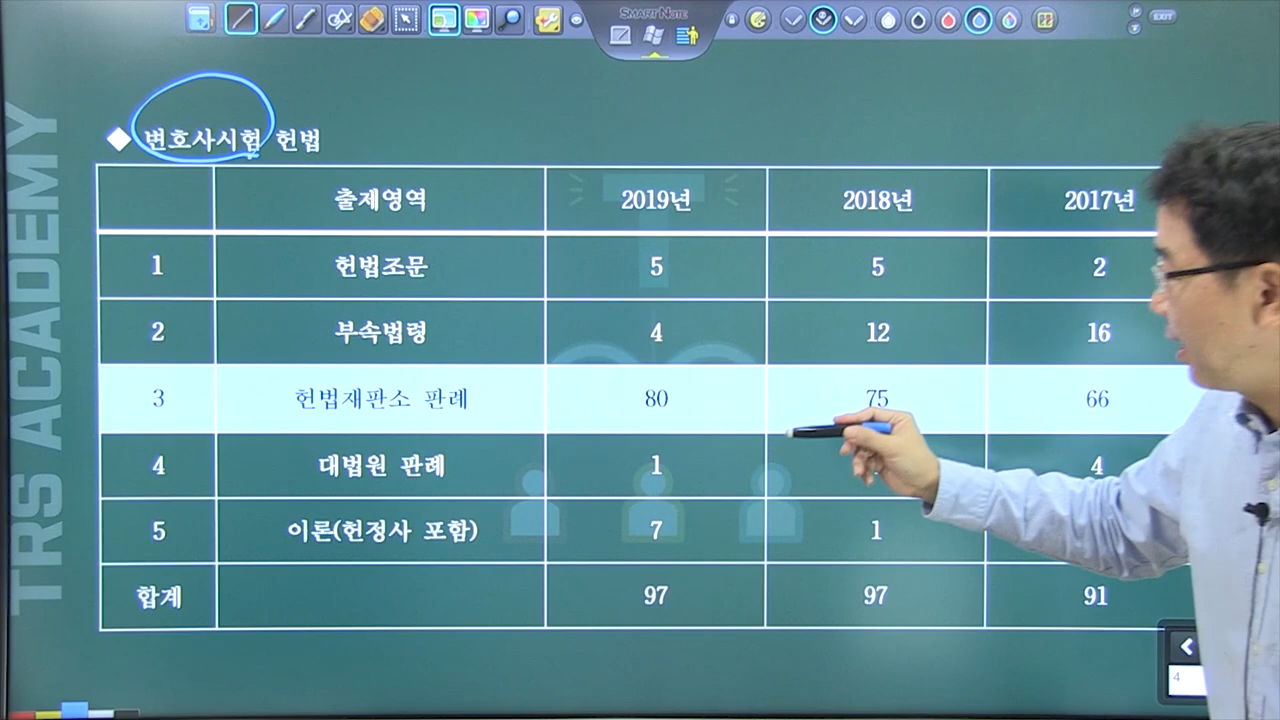 SMARTNOTE
EXIT
TRS ACADEMY
변호사시험 헌법
출제영역 2019년 2018년 2017년
1 헌법조문 5 5 2
2 부속법령 4 12 16
3 헌법재판소 판례 80 75 66
4 대법원 판례 1 4
5 이론(헌정사 포함) 7 1
합계 97 97 91
4